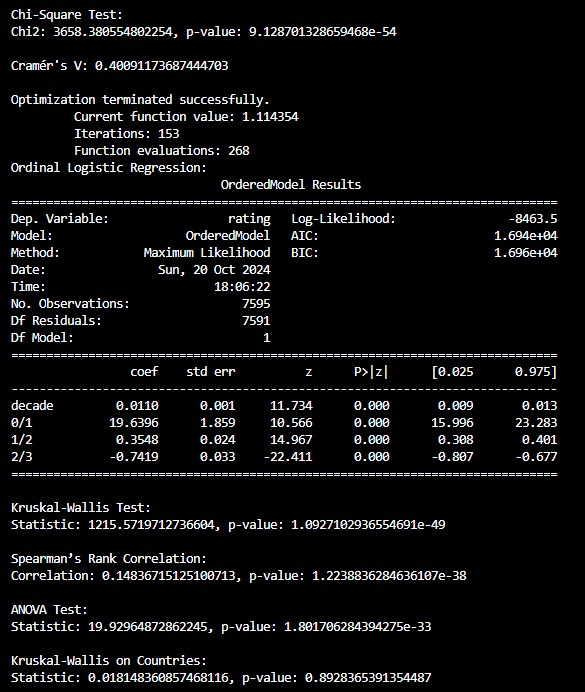 Chi-Square Test:
Chi2: 3658.380554802254, p-value: 9.128701328659468e-54
Cramér's V: 0.40091173687444703
Optimization terminated successfully.
Current function value: 1.114354
Iterations: 153
Function evaluations: 268
Ordinal Logistic Regression:
OrderedModel Results
==============================================================================
Dep. Variable: rating Log-Likelihood: -8463.5
Model: OrderedModel AIC: 1.694e+04
Method: Maximum Likelihood BIC: 1.696e+04
Date: Sun, 20 Oct 2024
Time: 18:06:22
No. Observations: 7595
Df Residuals: 7591
Df Model: 1
==============================================================================
coef std err z P>|z| [0.025 0.975]
------------------------------------------------------------------------------
decade 0.0110 0.001 11.734 0.000 0.009 0.013
0/1 19.6396 1.859 10.566 0.000 15.996 23.283
1/2 0.3548 0.024 14.967 0.000 0.308 0.401
2/3 -0.7419 0.033 -22.411 0.000 -0.807 -0.677
==============================================================================
Kruskal-Wallis Test:
Statistic: 1215.5719712736604, p-value: 1.0927102936554691e-49
Spearman’s Rank Correlation:
Correlation: 0.14836715125100713, p-value: 1.2238836284636107e-38
ANOVA Test:
Statistic: 19.92964872862245, p-value: 1.801706284394275e-33
Kruskal-Wallis on Countries:
Statistic: 0.018148360857468116, p-value: 0.8928365391354487